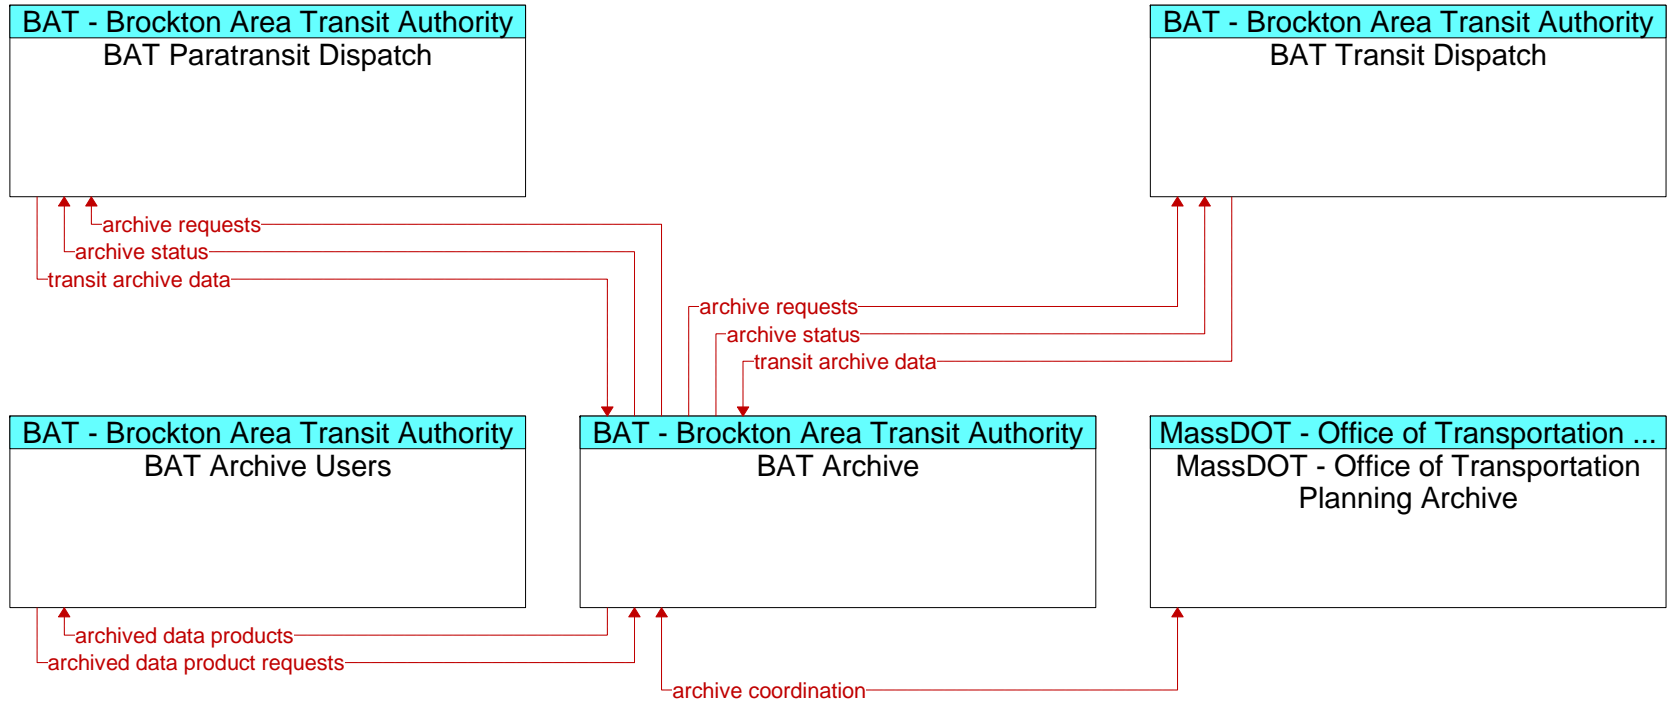 BAT - Brockton Area Transit Authority
BAT Paratransit Dispatch
BAT - Brockton Area Transit Authority
BAT Transit Dispatch
archive requests
archive status
transit archive data
archive requests
archive status
transit archive data
BAT - Brockton Area Transit Authority
BAT Archive Users
BAT - Brockton Area Transit Authority
BAT Archive
MassDOT - Office of Transportation ...
MassDOT - Office of Transportation
Planning Archive
archived data products
archived data product requests
archive coordination